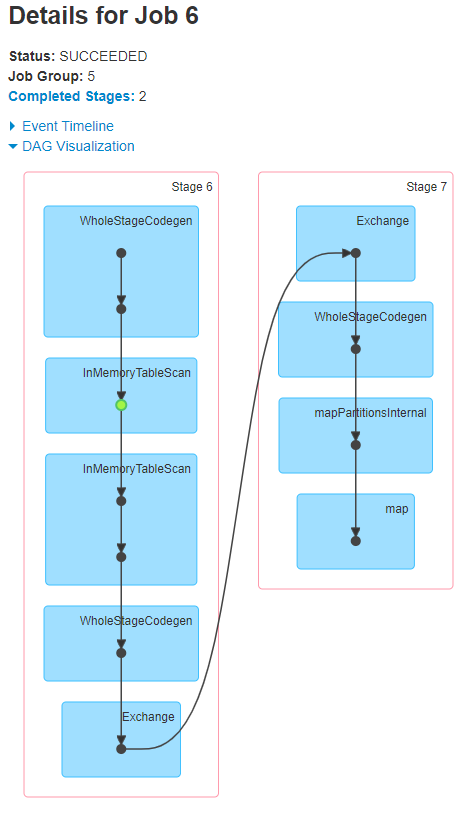 Details for Job 6
Status: SUCCEEDED
Job Group: 5
Completed Stages: 2
Event Timeline
DAG Visualization
Stage 6
WholeStageCodegen
InMemoryTableScan
InMemoryTableScan
WholeStageCodegen
Exchange
Stage 7
Exchange
WholeStageCodegen
mapPartitionsInternal
map